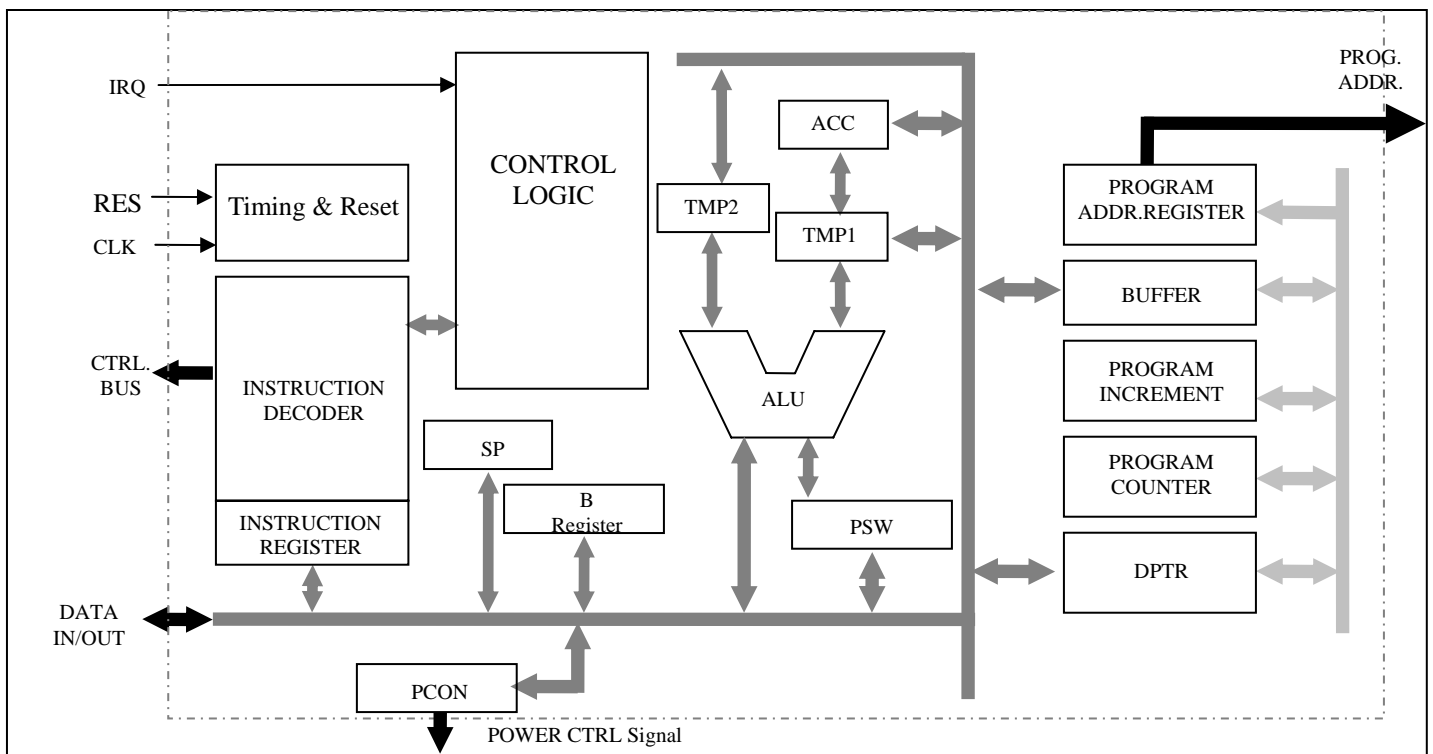 IRQ
RES
CLK
CTRL.
BUS
DATA
IN/OUT
Timing & Reset
INSTRUCTION
DECODER
INSTRUCTION
REGISTER
CONTROL
LOGIC
SP
B
Register
PCON
POWER CTRL Signal
ACC
TMP2
TMP1
ALU
PSW
PROG.
ADDR.
PROGRAM
ADDR.REGISTER
BUFFER
PROGRAM
INCREMENT
PROGRAM
COUNTER
DPTR